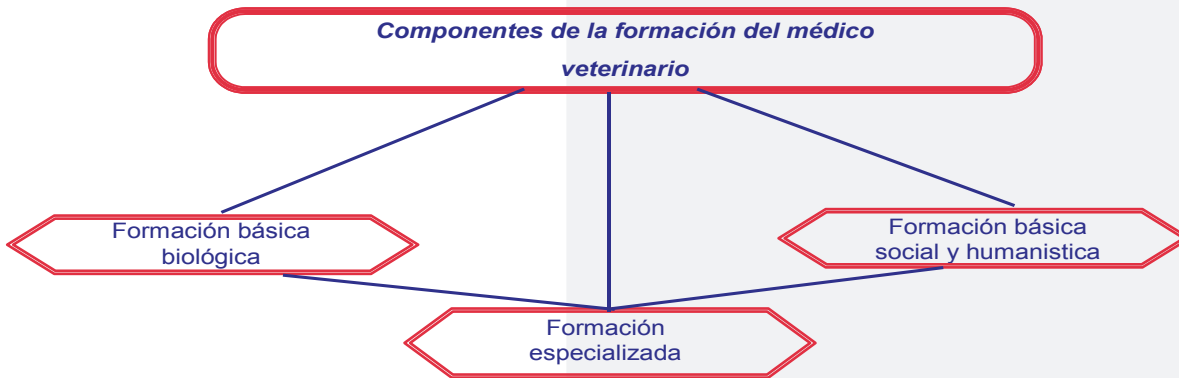 Componentes de la formación del médico
veterinario
Formación básica
biológica
Formación básica
social y humanistica
Formación
especializada